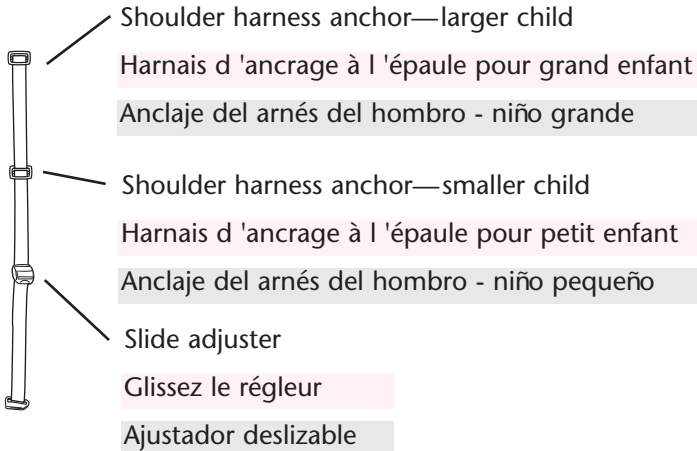 Shoulder harness anchor—larger child
Harnais d 'ancrage à l 'épaule pour grand enfant
Anclaje del arnés del hombro - niño grande
Shoulder harness anchor—smaller child
Harnais d 'ancrage à l 'épaule pour petit enfant
Anclaje del arnés del hombro - niño pequeño
Slide adjuster
Glissez le régleur
Ajustador deslizable